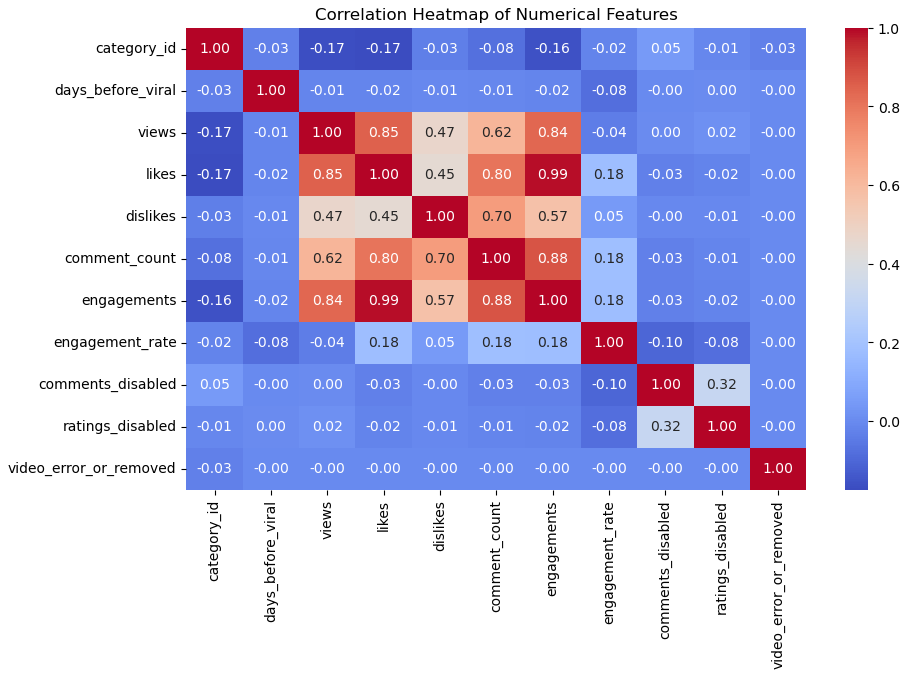 Correlation Heatmap of Numerical Features
category_id 1.00 -0.03 -0.17 -0.17 -0.03 -0.08 -0.16 -0.02 0.05 -0.01 -0.03
days_before_viral -0.03 1.00 -0.01 -0.02 -0.01 -0.01 -0.02 -0.08 -0.00 0.00 -0.00
views -0.17 -0.01 1.00 0.85 0.47 0.62 0.84 -0.04 0.00 0.02 -0.00
likes -0.17 -0.02 0.85 1.00 0.45 0.80 0.99 0.18 -0.03 -0.02 -0.00
dislikes -0.03 -0.01 0.47 0.45 1.00 0.70 0.57 0.05 -0.00 -0.01 -0.00
comment_count -0.08 -0.01 0.62 0.80 0.70 1.00 0.88 0.18 -0.03 -0.01 -0.00
engagements -0.16 -0.02 0.84 0.99 0.57 0.88 1.00 0.18 -0.03 -0.02 -0.00
engagement_rate -0.02 -0.08 -0.04 0.18 0.05 0.18 0.18 1.00 -0.10 -0.08 -0.00
comments_disabled 0.05 -0.00 0.00 -0.03 -0.00 -0.03 -0.03 -0.10 1.00 0.32 -0.00
ratings_disabled -0.01 0.00 0.02 -0.02 -0.01 -0.01 -0.02 -0.08 0.32 1.00 -0.00
video_error_or_removed -0.03 -0.00 -0.00 -0.00 -0.00 -0.00 -0.00 -0.00 -0.00 -0.00 1.00
category_id
days_before_viral
views
likes
dislikes
comment_count
engagements
engagement_rate
comments_disabled
ratings_disabled
video_error_or_removed
1.0
0.8
0.6
0.4
0.2
0.0